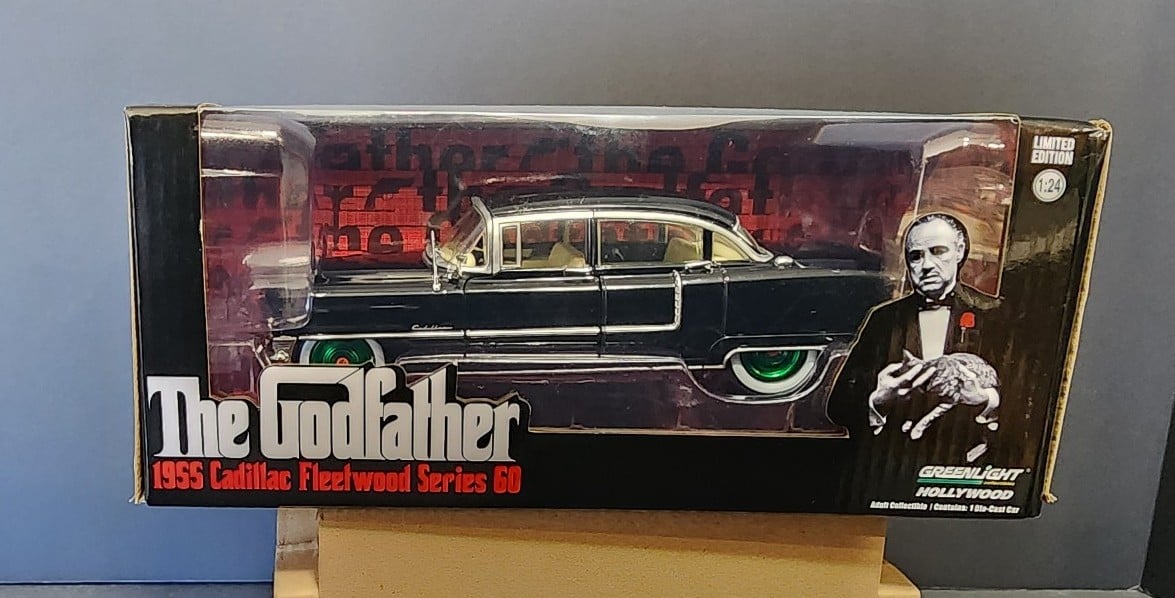 LIMITED
EDITION
1:24
Cadillac
The Godfather
1955 Cadillac Fleetwood Series 60
GREENLIGHT
HOLLYWOOD
Adult Collectible | Contains: 1 Die-Cast Car